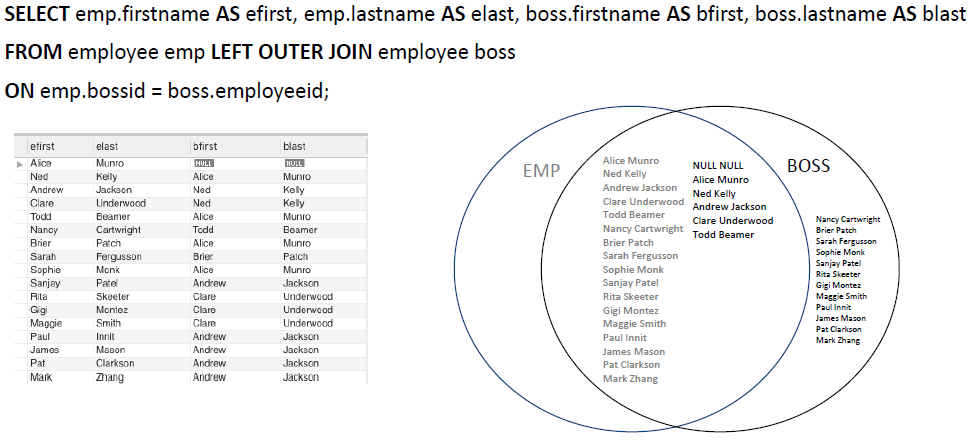 SELECT emp.firstname AS efirst, emp.lastname AS elast, boss.firstname AS bfirst, boss.lastname AS blast
FROM employee emp LEFT OUTER JOIN employee boss
ON emp.bossid = boss.employeeid;
efirst elast bfirst blast
Alice Munro NULL NULL
Ned Kelly Alice Munro
Andrew Jackson Ned Kelly
Clare Underwood Ned Kelly
Todd Beamer Alice Munro
Nancy Cartwright Todd Beamer
Brier Patch Alice Munro
Sarah Fergusson Brier Patch
Sophie Monk Alice Munro
Sanjay Patel Andrew Jackson
Rita Skeeter Clare Underwood
Gigi Montez Clare Underwood
Maggie Smith Clare Underwood
Paul Innit Andrew Jackson
James Mason Andrew Jackson
Pat Clarkson Andrew Jackson
Mark Zhang Andrew Jackson
EMP
Alice Munro
Ned Kelly
Andrew Jackson
Clare Underwood
Todd Beamer
Nancy Cartwright
Brier Patch
Sarah Fergusson
Sophie Monk
Sanjay Patel
Rita Skeeter
Gigi Montez
Maggie Smith
Paul Innit
James Mason
Pat Clarkson
Mark Zhang
NULL NULL
Alice Munro
Ned Kelly
Andrew Jackson
Clare Underwood
Todd Beamer
BOSS
Nancy Cartwright
Brier Patch
Sarah Fergusson
Sophie Monk
Sanjay Patel
Rita Skeeter
Gigi Montez
Maggie Smith
Paul Innit
James Mason
Pat Clarkson
Mark Zhang